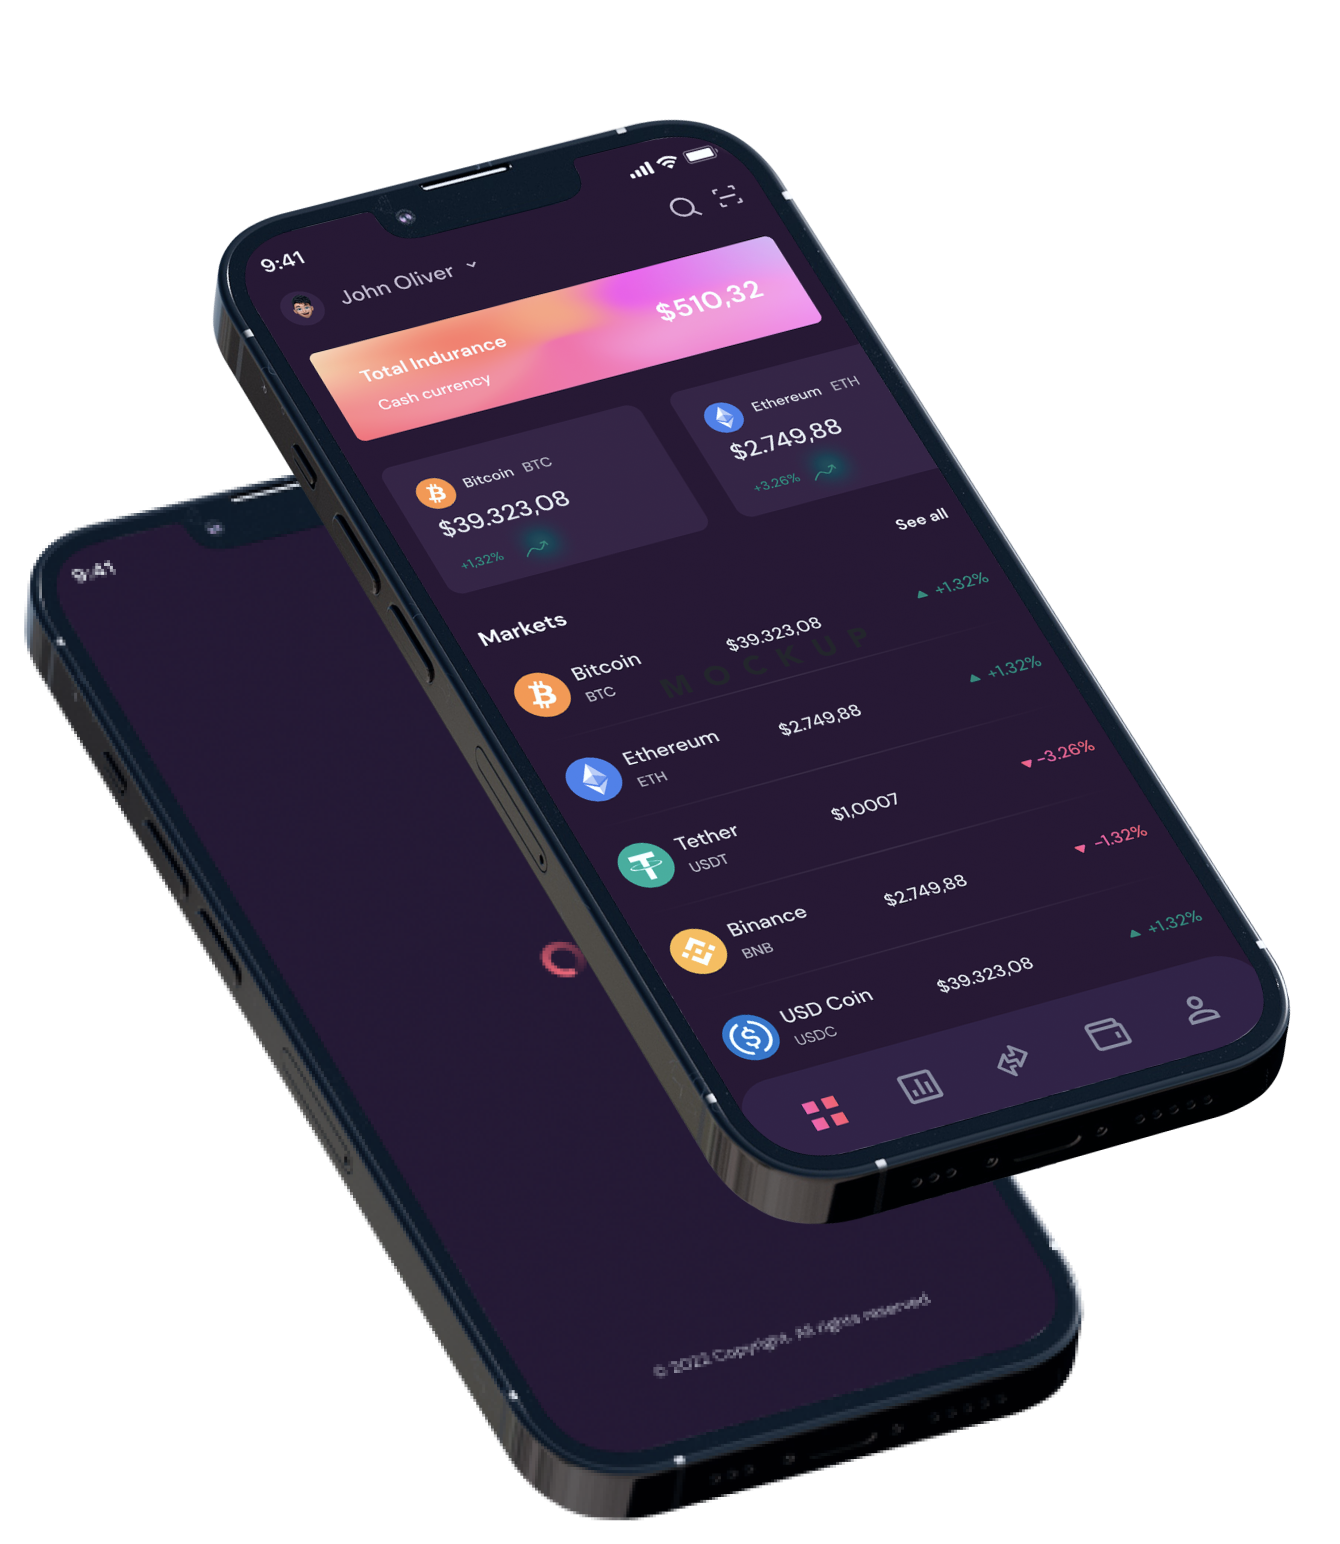 9:41
John Oliver
Total Indurance
$510,32
Cash currency
Bitcoin BTC
$39.323,08
+1,32%
Ethereum ETH
$2.749,88
+3.26%
Markets
See all
Bitcoin
BTC
$39.323,08
+1.32%
MOCKUP
Ethereum
ETH
$2.749,88
+1.32%
Tether
USDT
$1,0007
-3.26%
Binance
BNB
$2.749,88
-1.32%
USD Coin
USDC
$39.323,08
+1.32%
9:41
© 2022 Copyright. All rights reserved